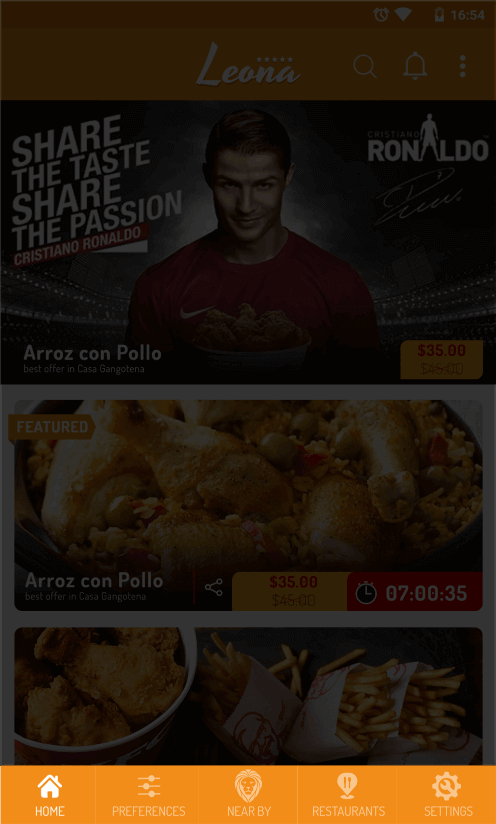 16:54
Leona
SHARE
THE TASTE
SHARE
THE PASSION
CRISTIANO RONALDO
CRISTIANO
RONALDO
Arroz con Pollo
best offer in Casa Gangotena
$35.00
$45.00
FEATURED
Arroz con Pollo
best offer in Casa Gangotena
$35.00
$45.00
07:00:35
KFC
HOME
PREFERENCES
NEAR BY
RESTAURANTS
SETTINGS